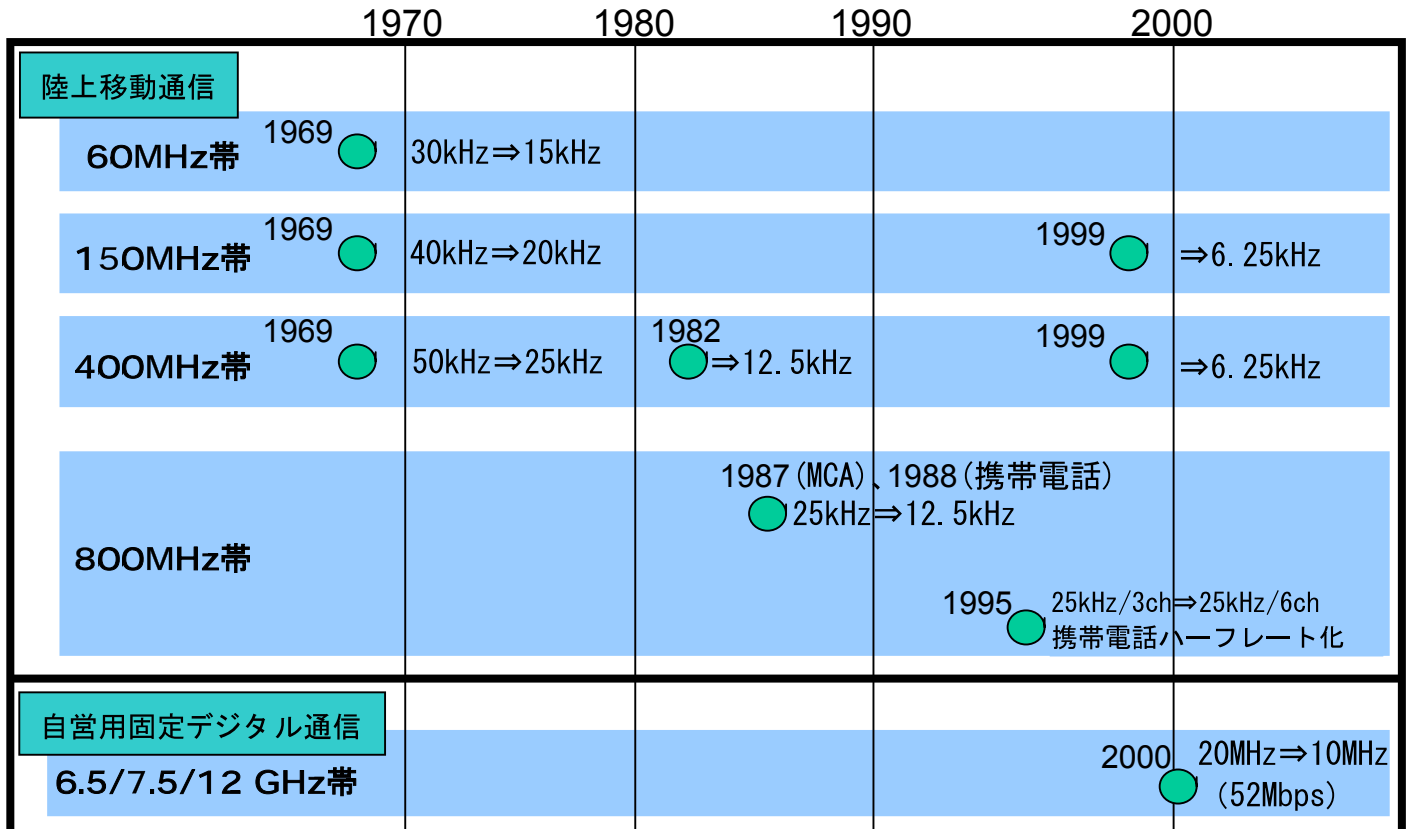 1970 1980 1990 2000
陸上移動通信
60MHz帯 1969 30kHz⇒15kHz
150MHz帯 1969 40kHz⇒20kHz 1999 ⇒6.25kHz
400MHz帯 1969 50kHz⇒25kHz 1982 ⇒12.5kHz 1999 ⇒6.25kHz
1987(MCA)、1988(携帯電話)
25kHz⇒12.5kHz
800MHz帯
1995 25kHz/3ch⇒25kHz/6ch
携帯電話ハーフレート化
自営用固定デジタル通信
6.5/7.5/12 GHz帯 2000 20MHz⇒10MHz
(52Mbps)